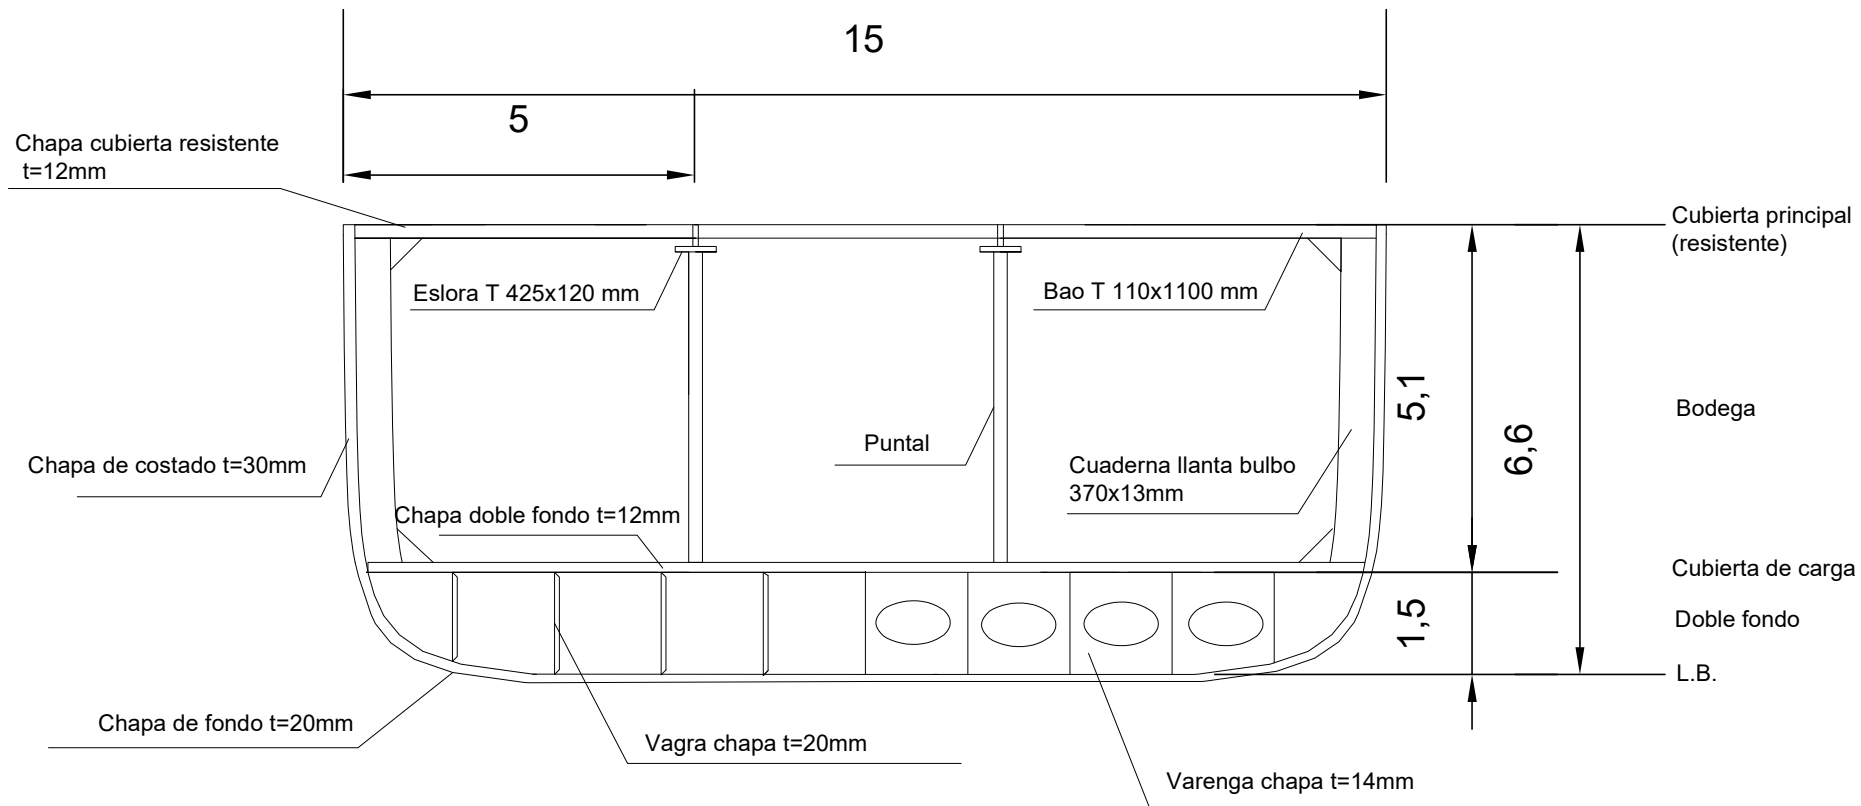 15
5
Chapa cubierta resistente
t=12mm
Cubierta principal
(resistente)
Eslora T 425x120 mm
Bao T 110x1100 mm
5,1
6,6
Bodega
Puntal
Chapa de costado t=30mm
Cuaderna llanta bulbo
370x13mm
Chapa doble fondo t=12mm
Cubierta de carga
1,5
Doble fondo
L.B.
Chapa de fondo t=20mm
Vagra chapa t=20mm
Varenga chapa t=14mm